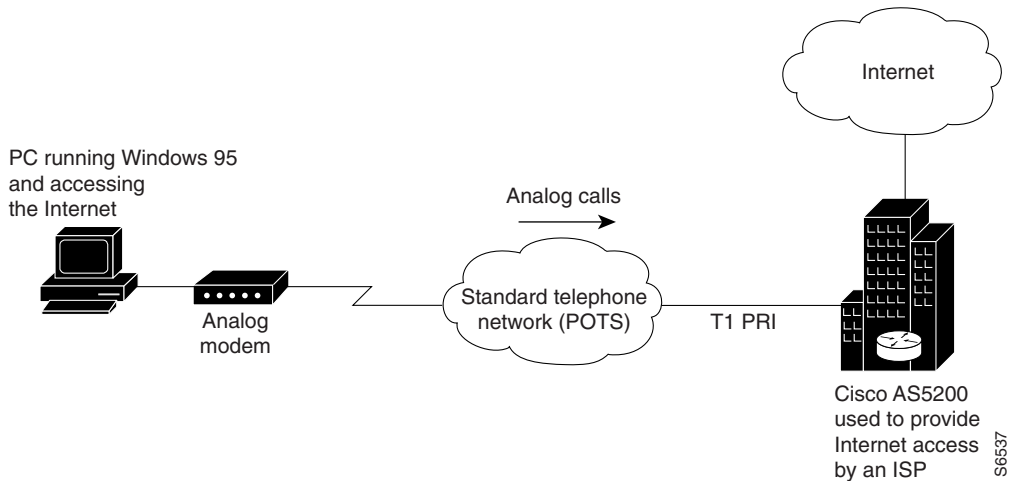 Internet
PC running Windows 95
and accessing
the Internet
Analog calls
Standard telephone
network (POTS)
Analog
modem
T1 PRI
Cisco AS5200
used to provide
Internet access
by an ISP
S6537